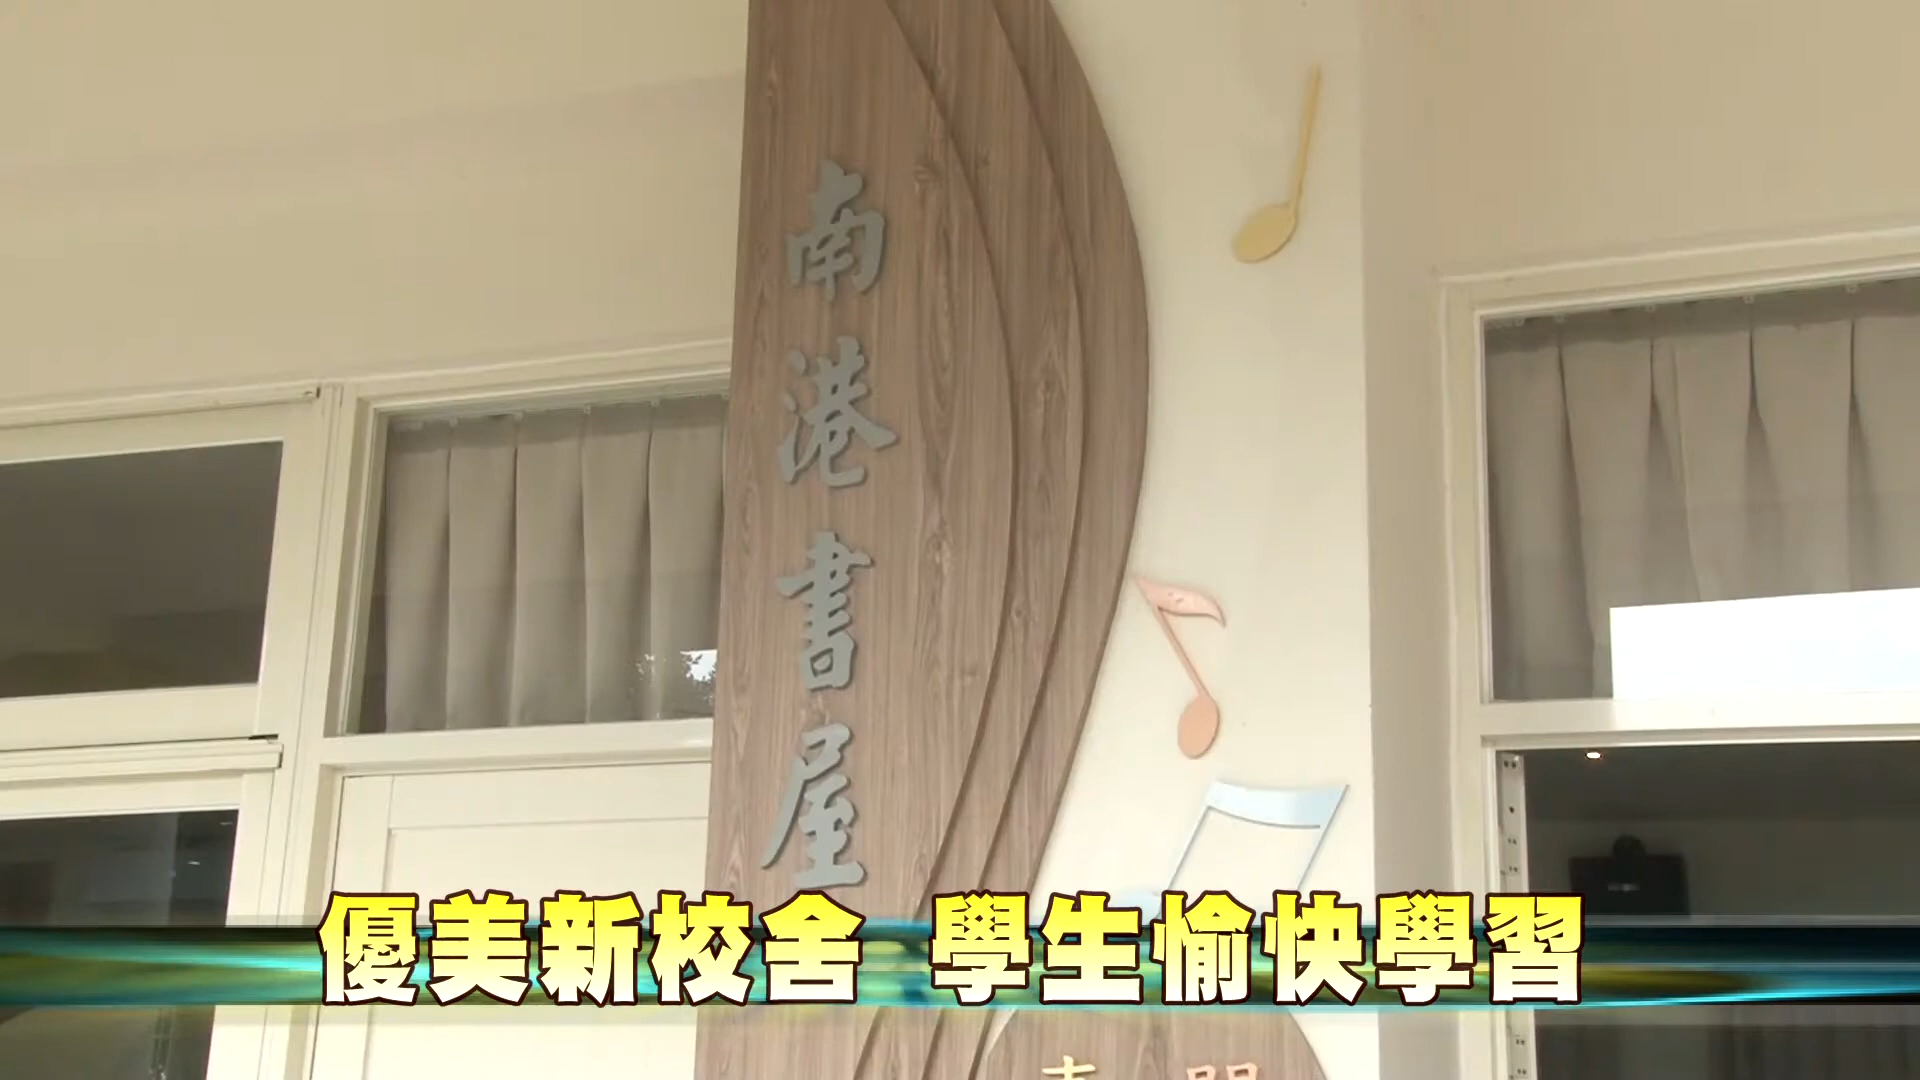 南港書屋
優美新校舍 學生愉快學習